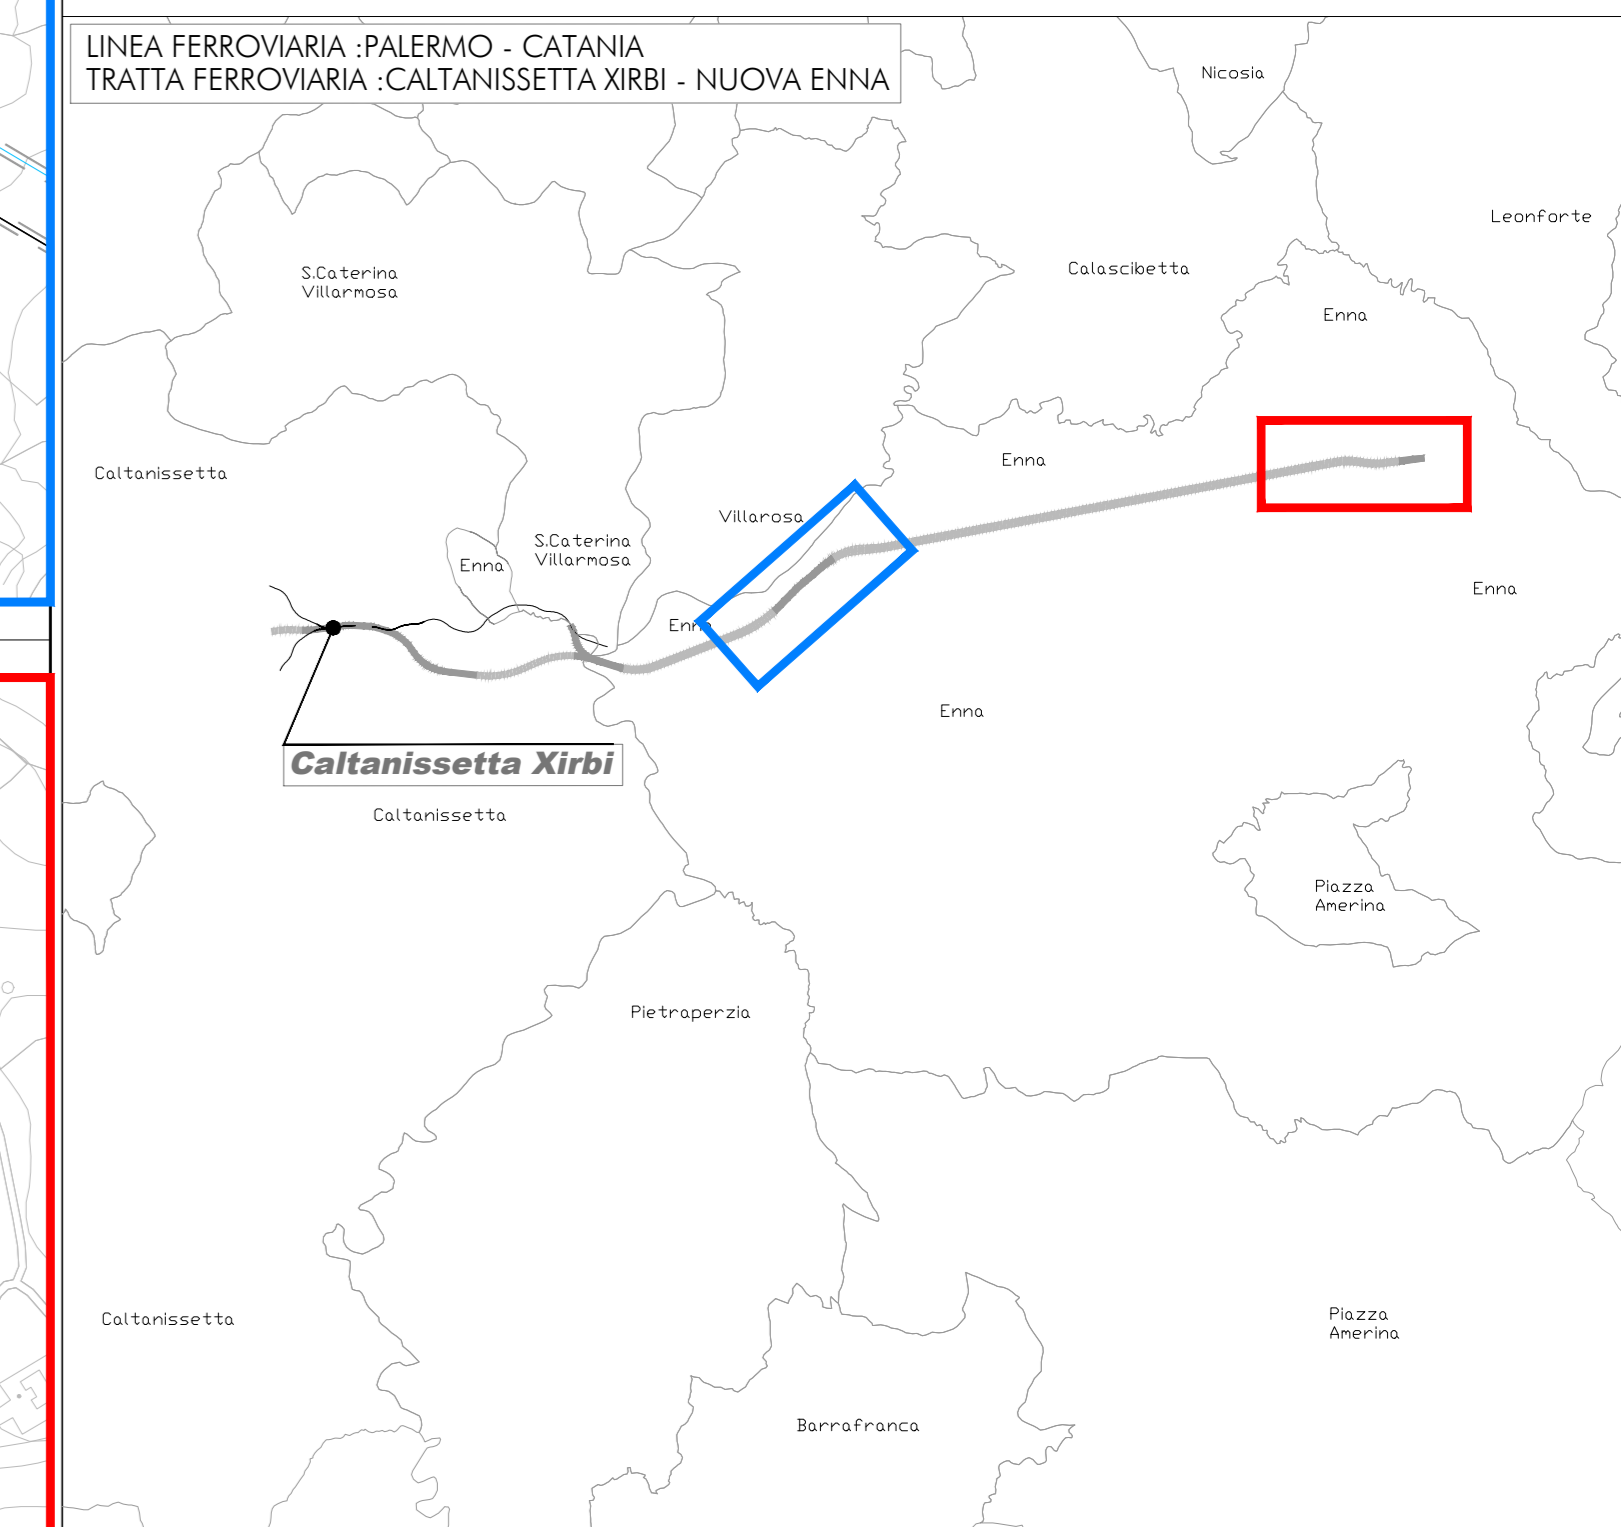 LINEA FERROVIARIA :PALERMO - CATANIA
TRATTA FERROVIARIA :CALTANISSETTA XIRBI - NUOVA ENNA
Nicosia
Leonforte
Calascibetta
S.Caterina
Villarmosa
Enna
Enna
Caltanissetta
Villarosa
S.Caterina
Villarmosa
Enna
Enna
Enna
Enna
Caltanissetta Xirbi
Caltanissetta
Piazza
Amerina
Pietraperzia
Caltanissetta
Piazza
Amerina
Barrafranca